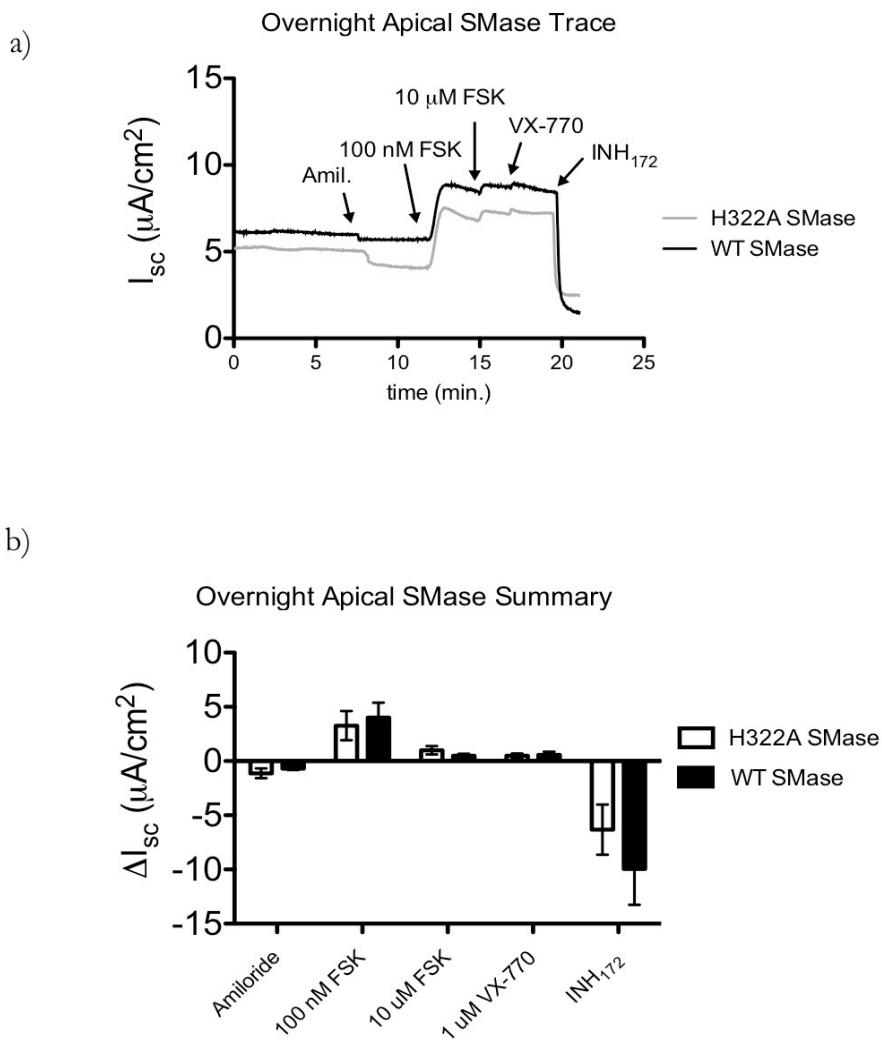 a)
Overnight Apical SMase Trace
15
10
5
0
Isc (μA/cm²)
10 μM FSK
VX-770
100 nM FSK
INH172
Amil.
H322A SMase
WT SMase
0 5 10 15 20 25
time (min.)
b)
Overnight Apical SMase Summary
10
5
0
-5
-10
-15
ΔIsc (μA/cm²)
H322A SMase
WT SMase
Amiloride
100 nM FSK
10 uM FSK
1 uM VX-770
INH172